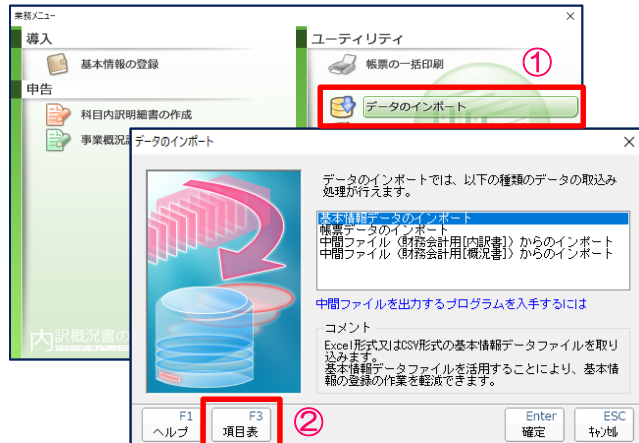 業務メニュー
×
導入
基本情報の登録
申告
科目内訳明細書の作成
事業概況
ユーティリティ
帳票の一括印刷
①
データのインポート
データのインポート
×
データのインポートでは、以下の種類のデータの取込み
処理が行えます。
基本情報データのインポート
帳票データのインポート
中間ファイル(財務会計用[内訳書])からのインポート
中間ファイル(財務会計用[概況書])からのインポート
中間ファイルを出力するプログラムを入手するには
コメント
Excel形式又はCSV形式の基本情報データファイルを取り
込みます。
基本情報データファイルを活用することにより、基本情
報の登録の作業を軽減できます。
内訳概況書の
F1
ヘルプ
F3
項目表
②
Enter
確定
ESC
キャンセル